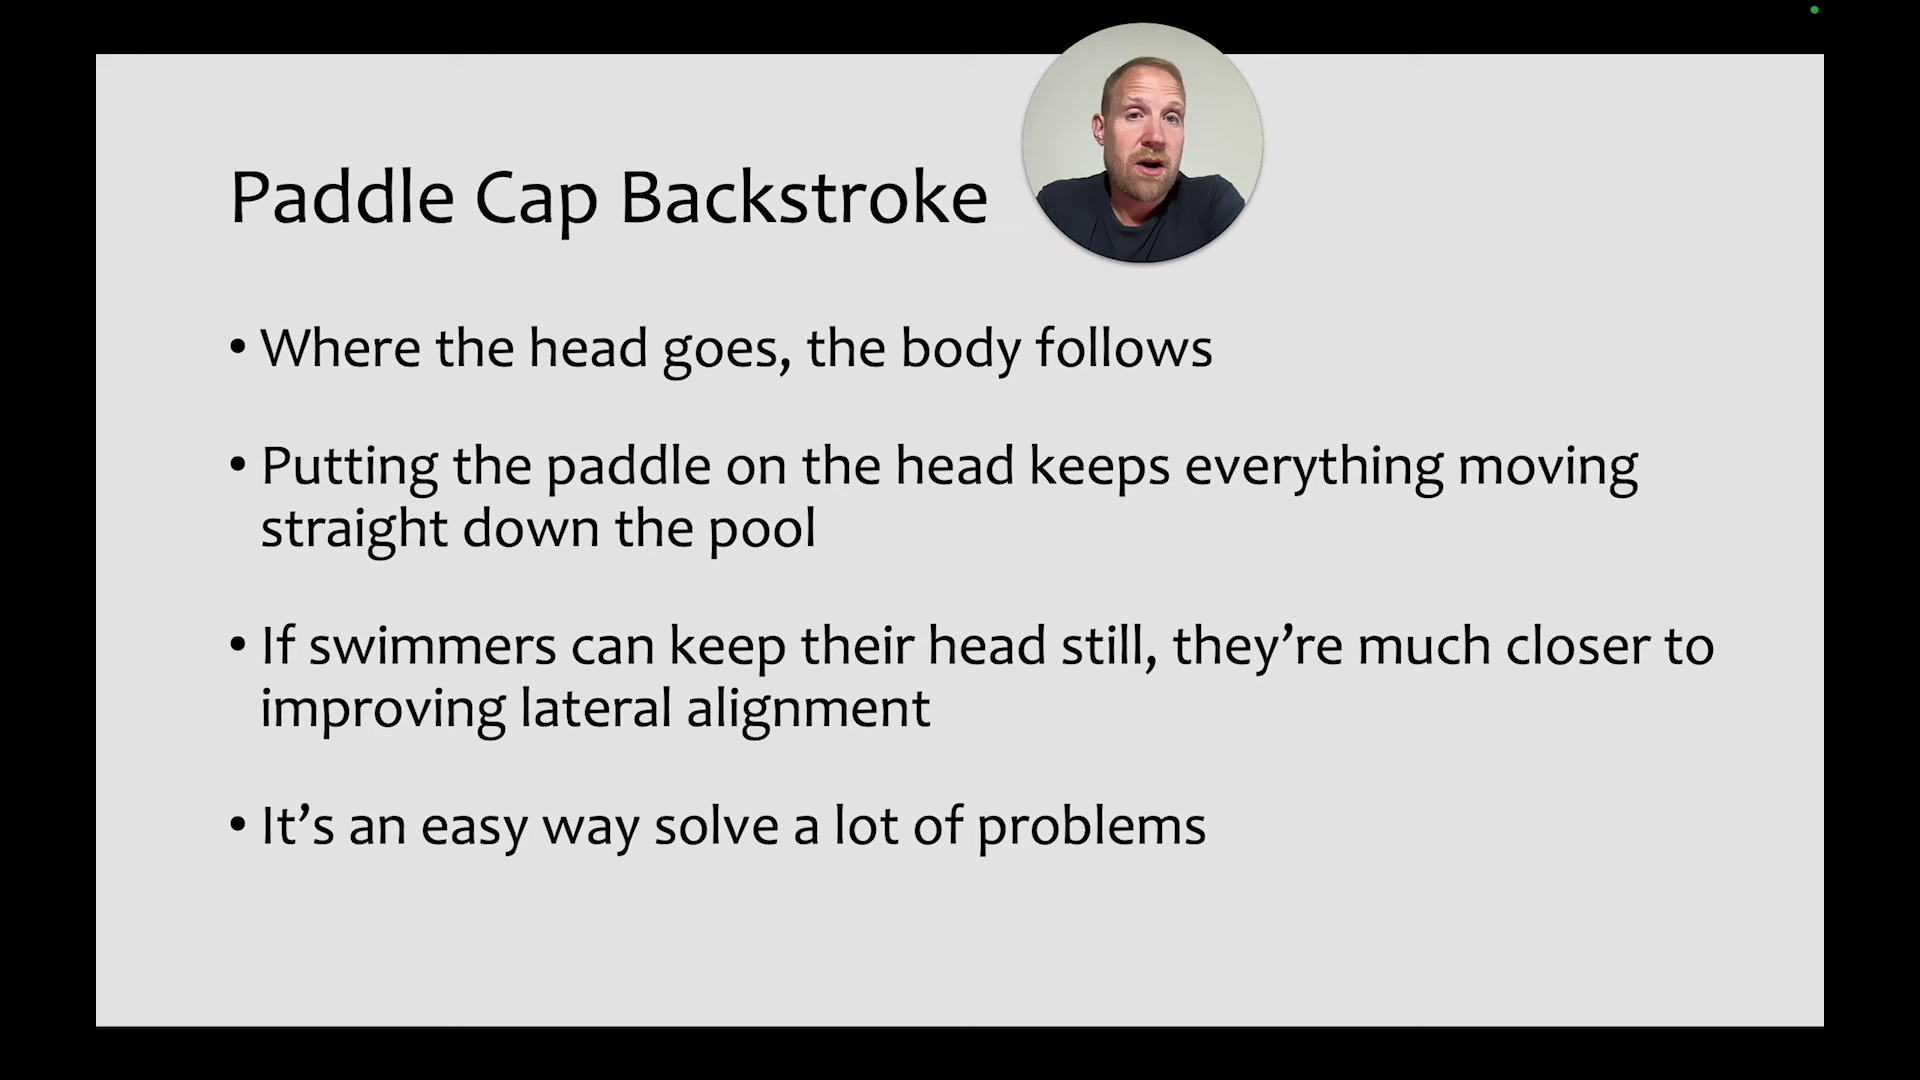 Paddle Cap Backstroke
• Where the head goes, the body follows
• Putting the paddle on the head keeps everything moving
straight down the pool
• If swimmers can keep their head still, they’re much closer to
improving lateral alignment
• It’s an easy way solve a lot of problems